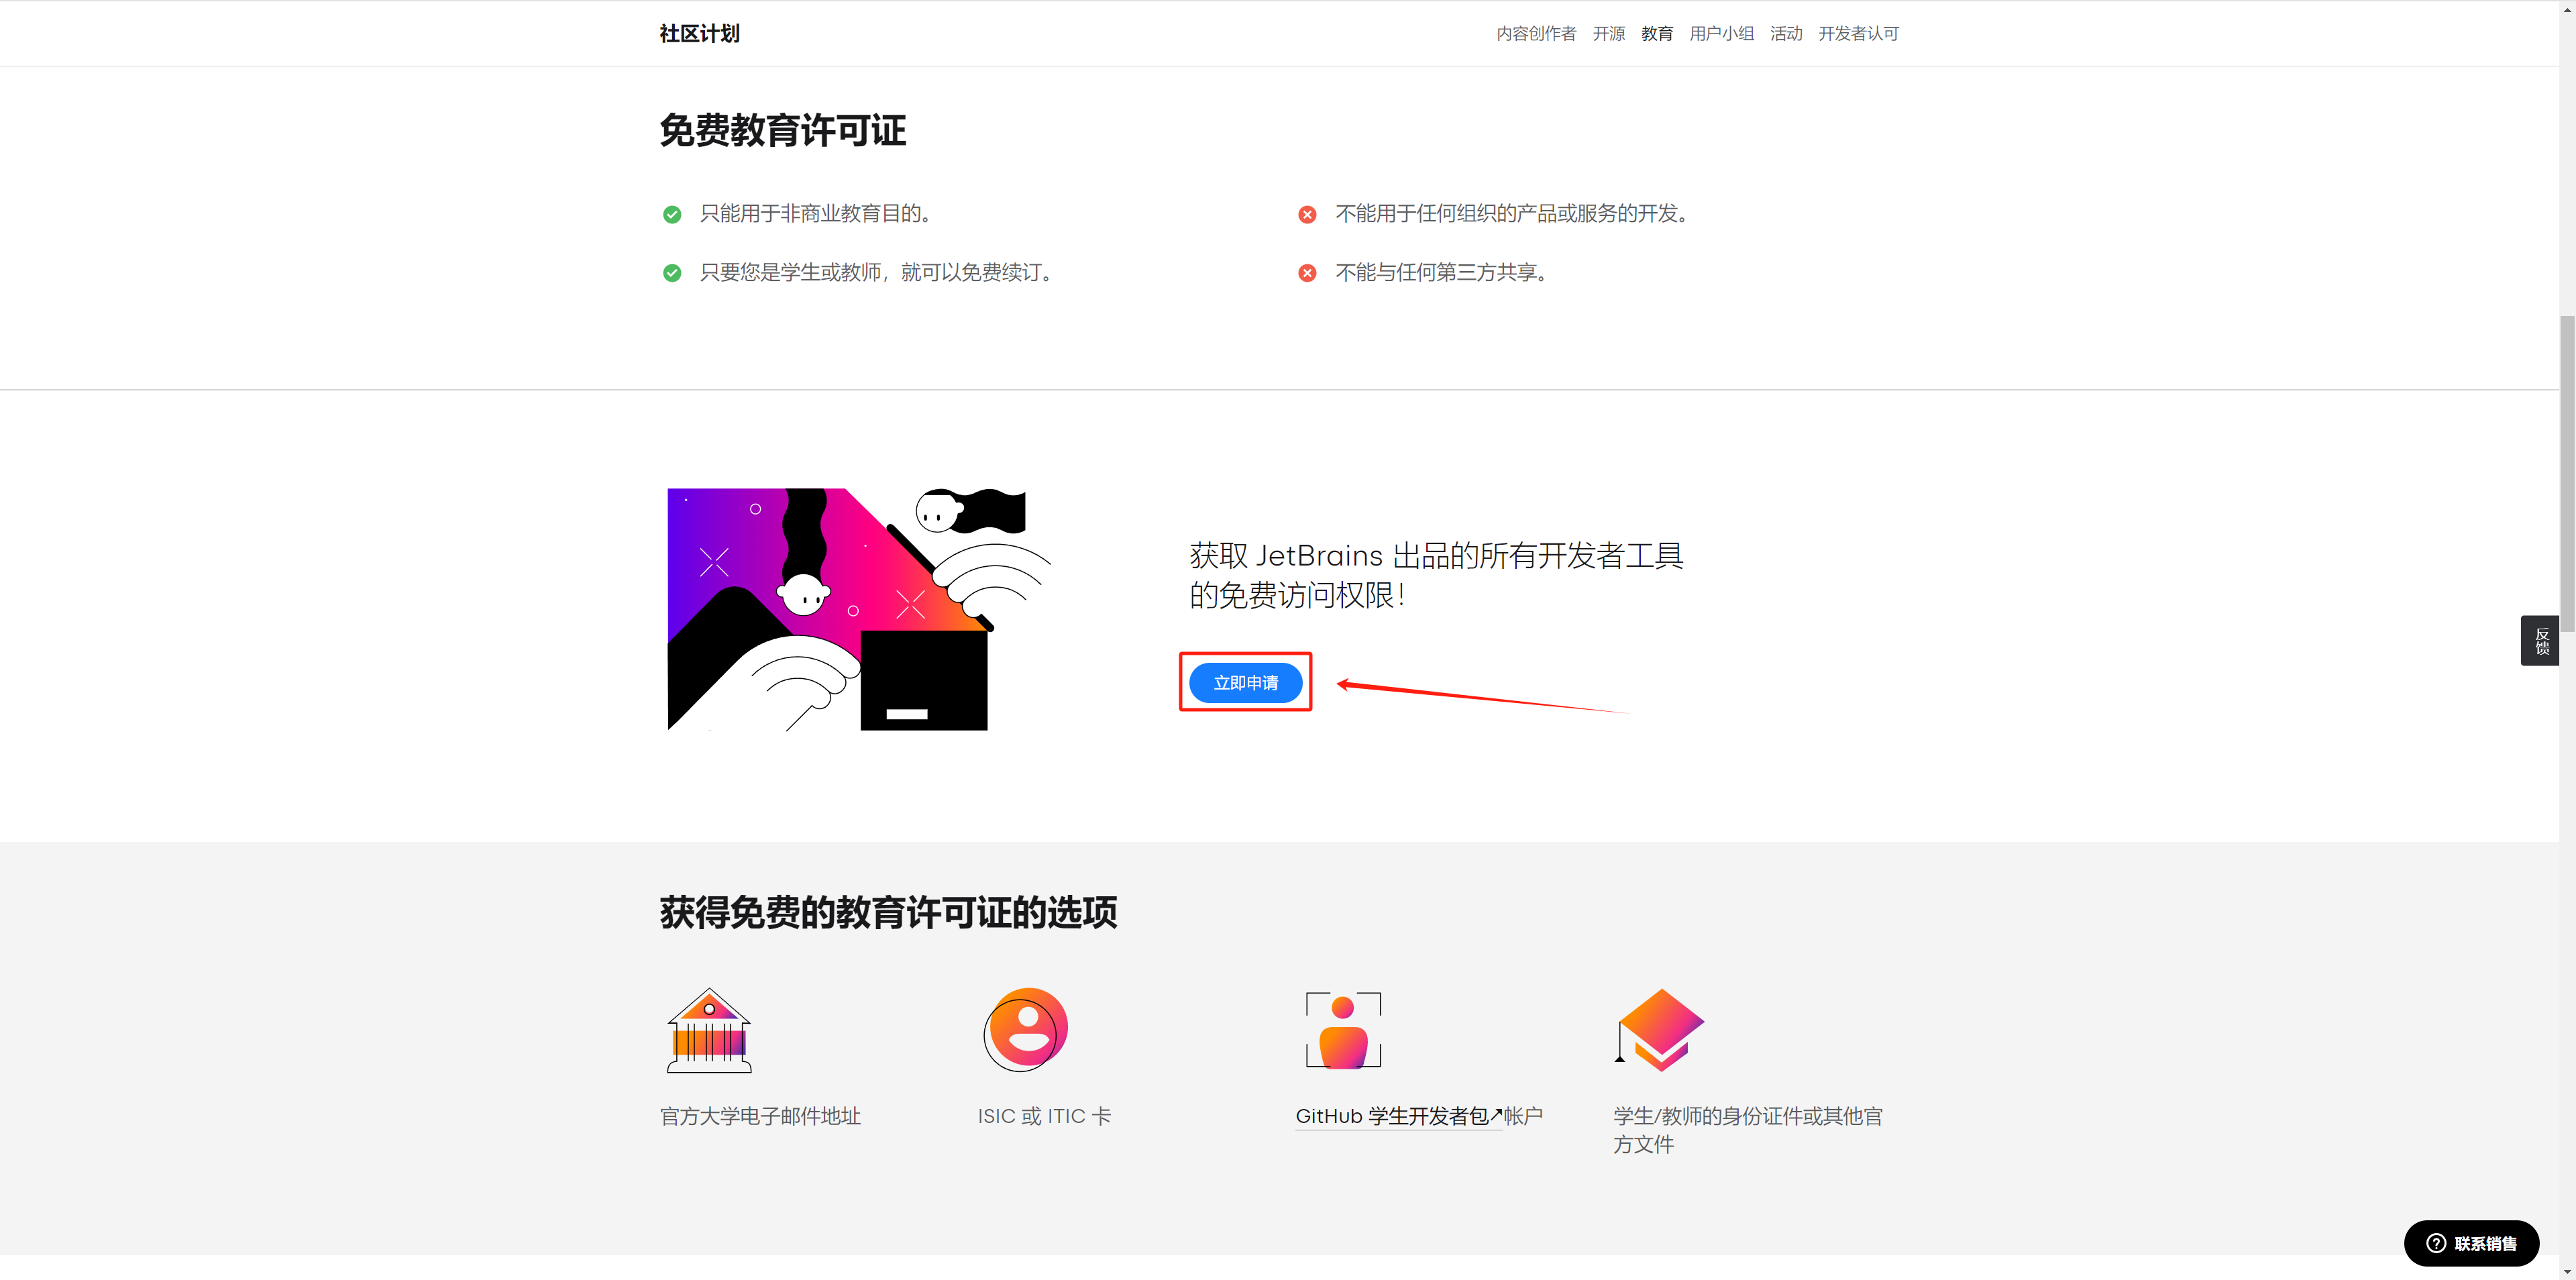 社区计划
内容创作者 开源 教育 用户小组 活动 开发者认可
免费教育许可证
只能用于非商业教育目的。
不能用于任何组织的产品或服务的开发。
只要您是学生或教师，就可以免费续订。
不能与任何第三方共享。
获取 JetBrains 出品的所有开发者工具
的免费访问权限！
立即申请
反馈
获得免费的教育许可证的选项
官方大学电子邮件地址
ISIC 或 ITIC 卡
GitHub 学生开发者包↗帐户
学生/教师的身份证件或其他官
方文件
联系销售